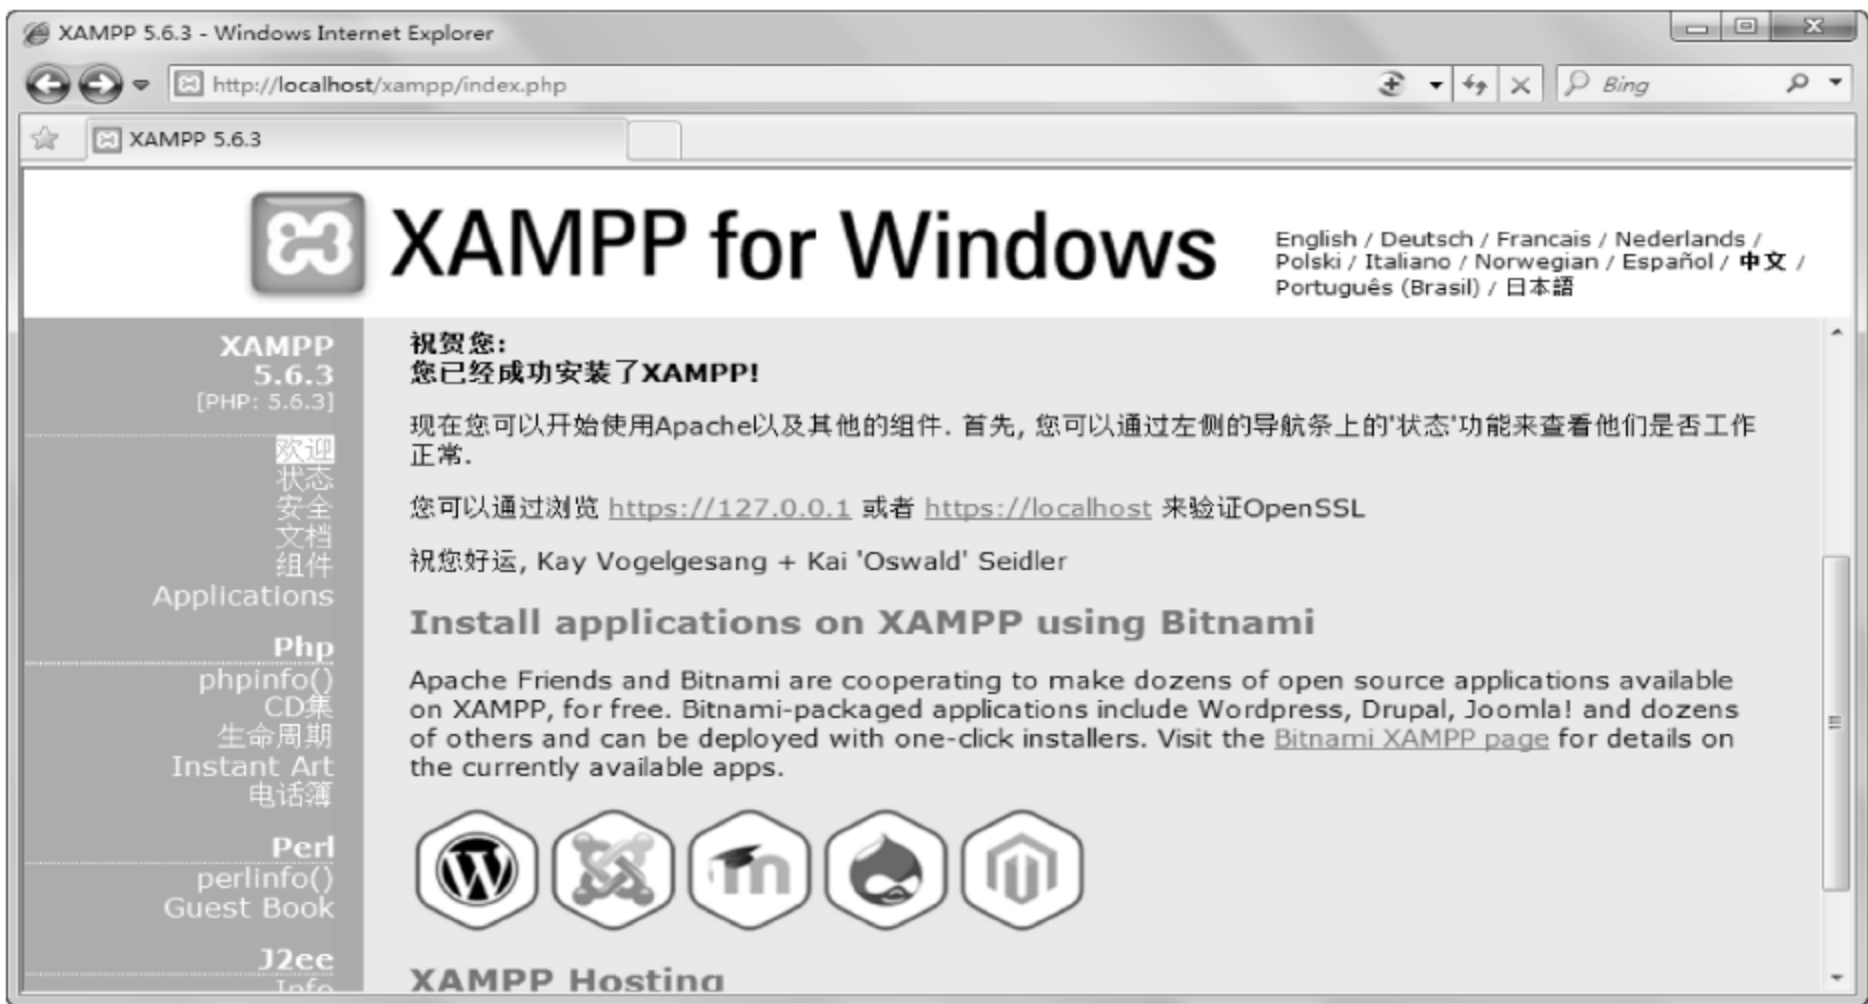 XAMPP 5.6.3 - Windows Internet Explorer
http://localhost/xampp/index.php
Bing
XAMPP 5.6.3
XAMPP for Windows
English / Deutsch / Francais / Nederlands /
Polski / Italiano / Norwegian / Español / 中文 /
Português (Brasil) / 日本語
XAMPP
5.6.3
[PHP: 5.6.3]
欢迎
状态
安全
文档
组件
Applications
Php
phpinfo()
CD集
生命周期
Instant Art
电话簿
Perl
perlinfo()
Guest Book
J2ee
Info
祝贺您:
您已经成功安装了XAMPP!
现在您可以开始使用Apache以及其他的组件. 首先, 您可以通过左侧的导航条上的'状态'功能来查看他们是否工作
正常.
您可以通过浏览 https://127.0.0.1 或者 https://localhost 来验证OpenSSL
祝您好运, Kay Vogelgesang + Kai 'Oswald' Seidler
Install applications on XAMPP using Bitnami
Apache Friends and Bitnami are cooperating to make dozens of open source applications available
on XAMPP, for free. Bitnami-packaged applications include Wordpress, Drupal, Joomla! and dozens
of others and can be deployed with one-click installers. Visit the Bitnami XAMPP page for details on
the currently available apps.
XAMPP Hosting